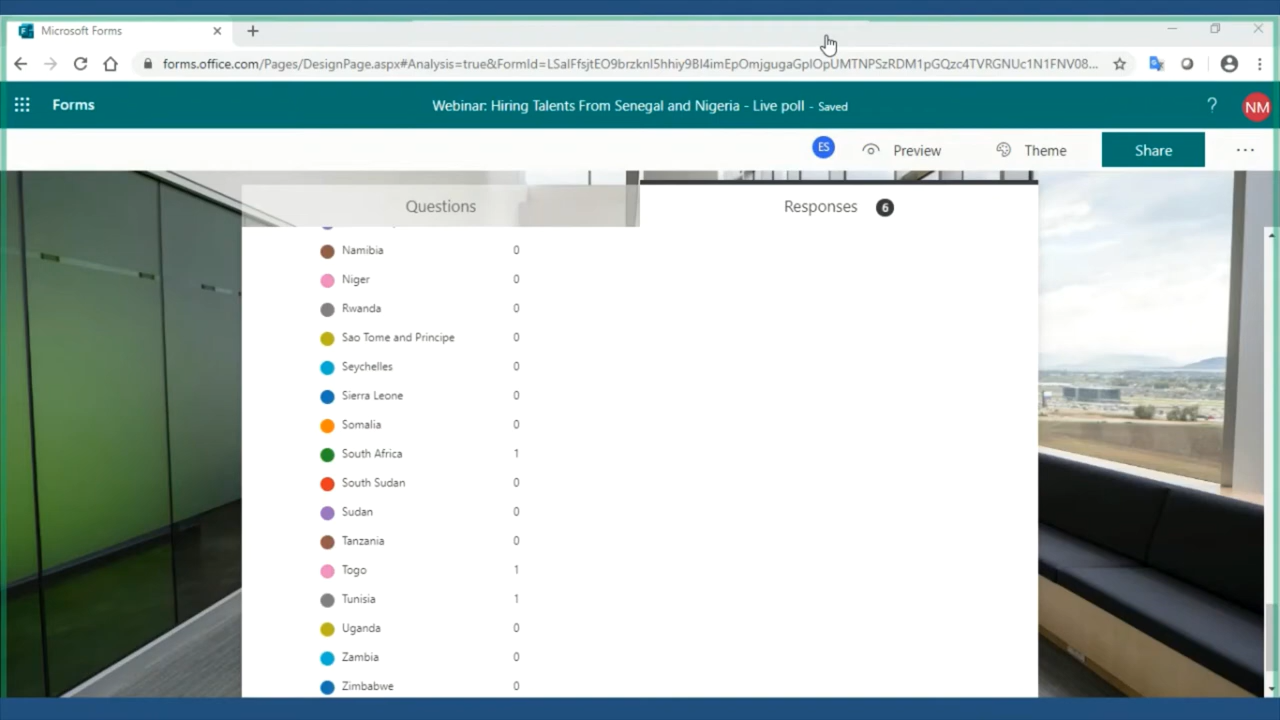 Microsoft Forms
forms.office.com/Pages/DesignPage.aspx#Analysis=true&FormId=LSaIFfsjtEO9brzknI5hhiy9BI4imEpOmjgugaGpIOpUMTNPSzRDM1pGQzc4TVRGNUc1N1FNV08...
Forms
Webinar: Hiring Talents From Senegal and Nigeria - Live poll - Saved
?
NM
ES
Preview
Theme
Share
Questions
Responses 6
Namibia 0
Niger 0
Rwanda 0
Sao Tome and Principe 0
Seychelles 0
Sierra Leone 0
Somalia 0
South Africa 1
South Sudan 0
Sudan 0
Tanzania 0
Togo 1
Tunisia 1
Uganda 0
Zambia 0
Zimbabwe 0